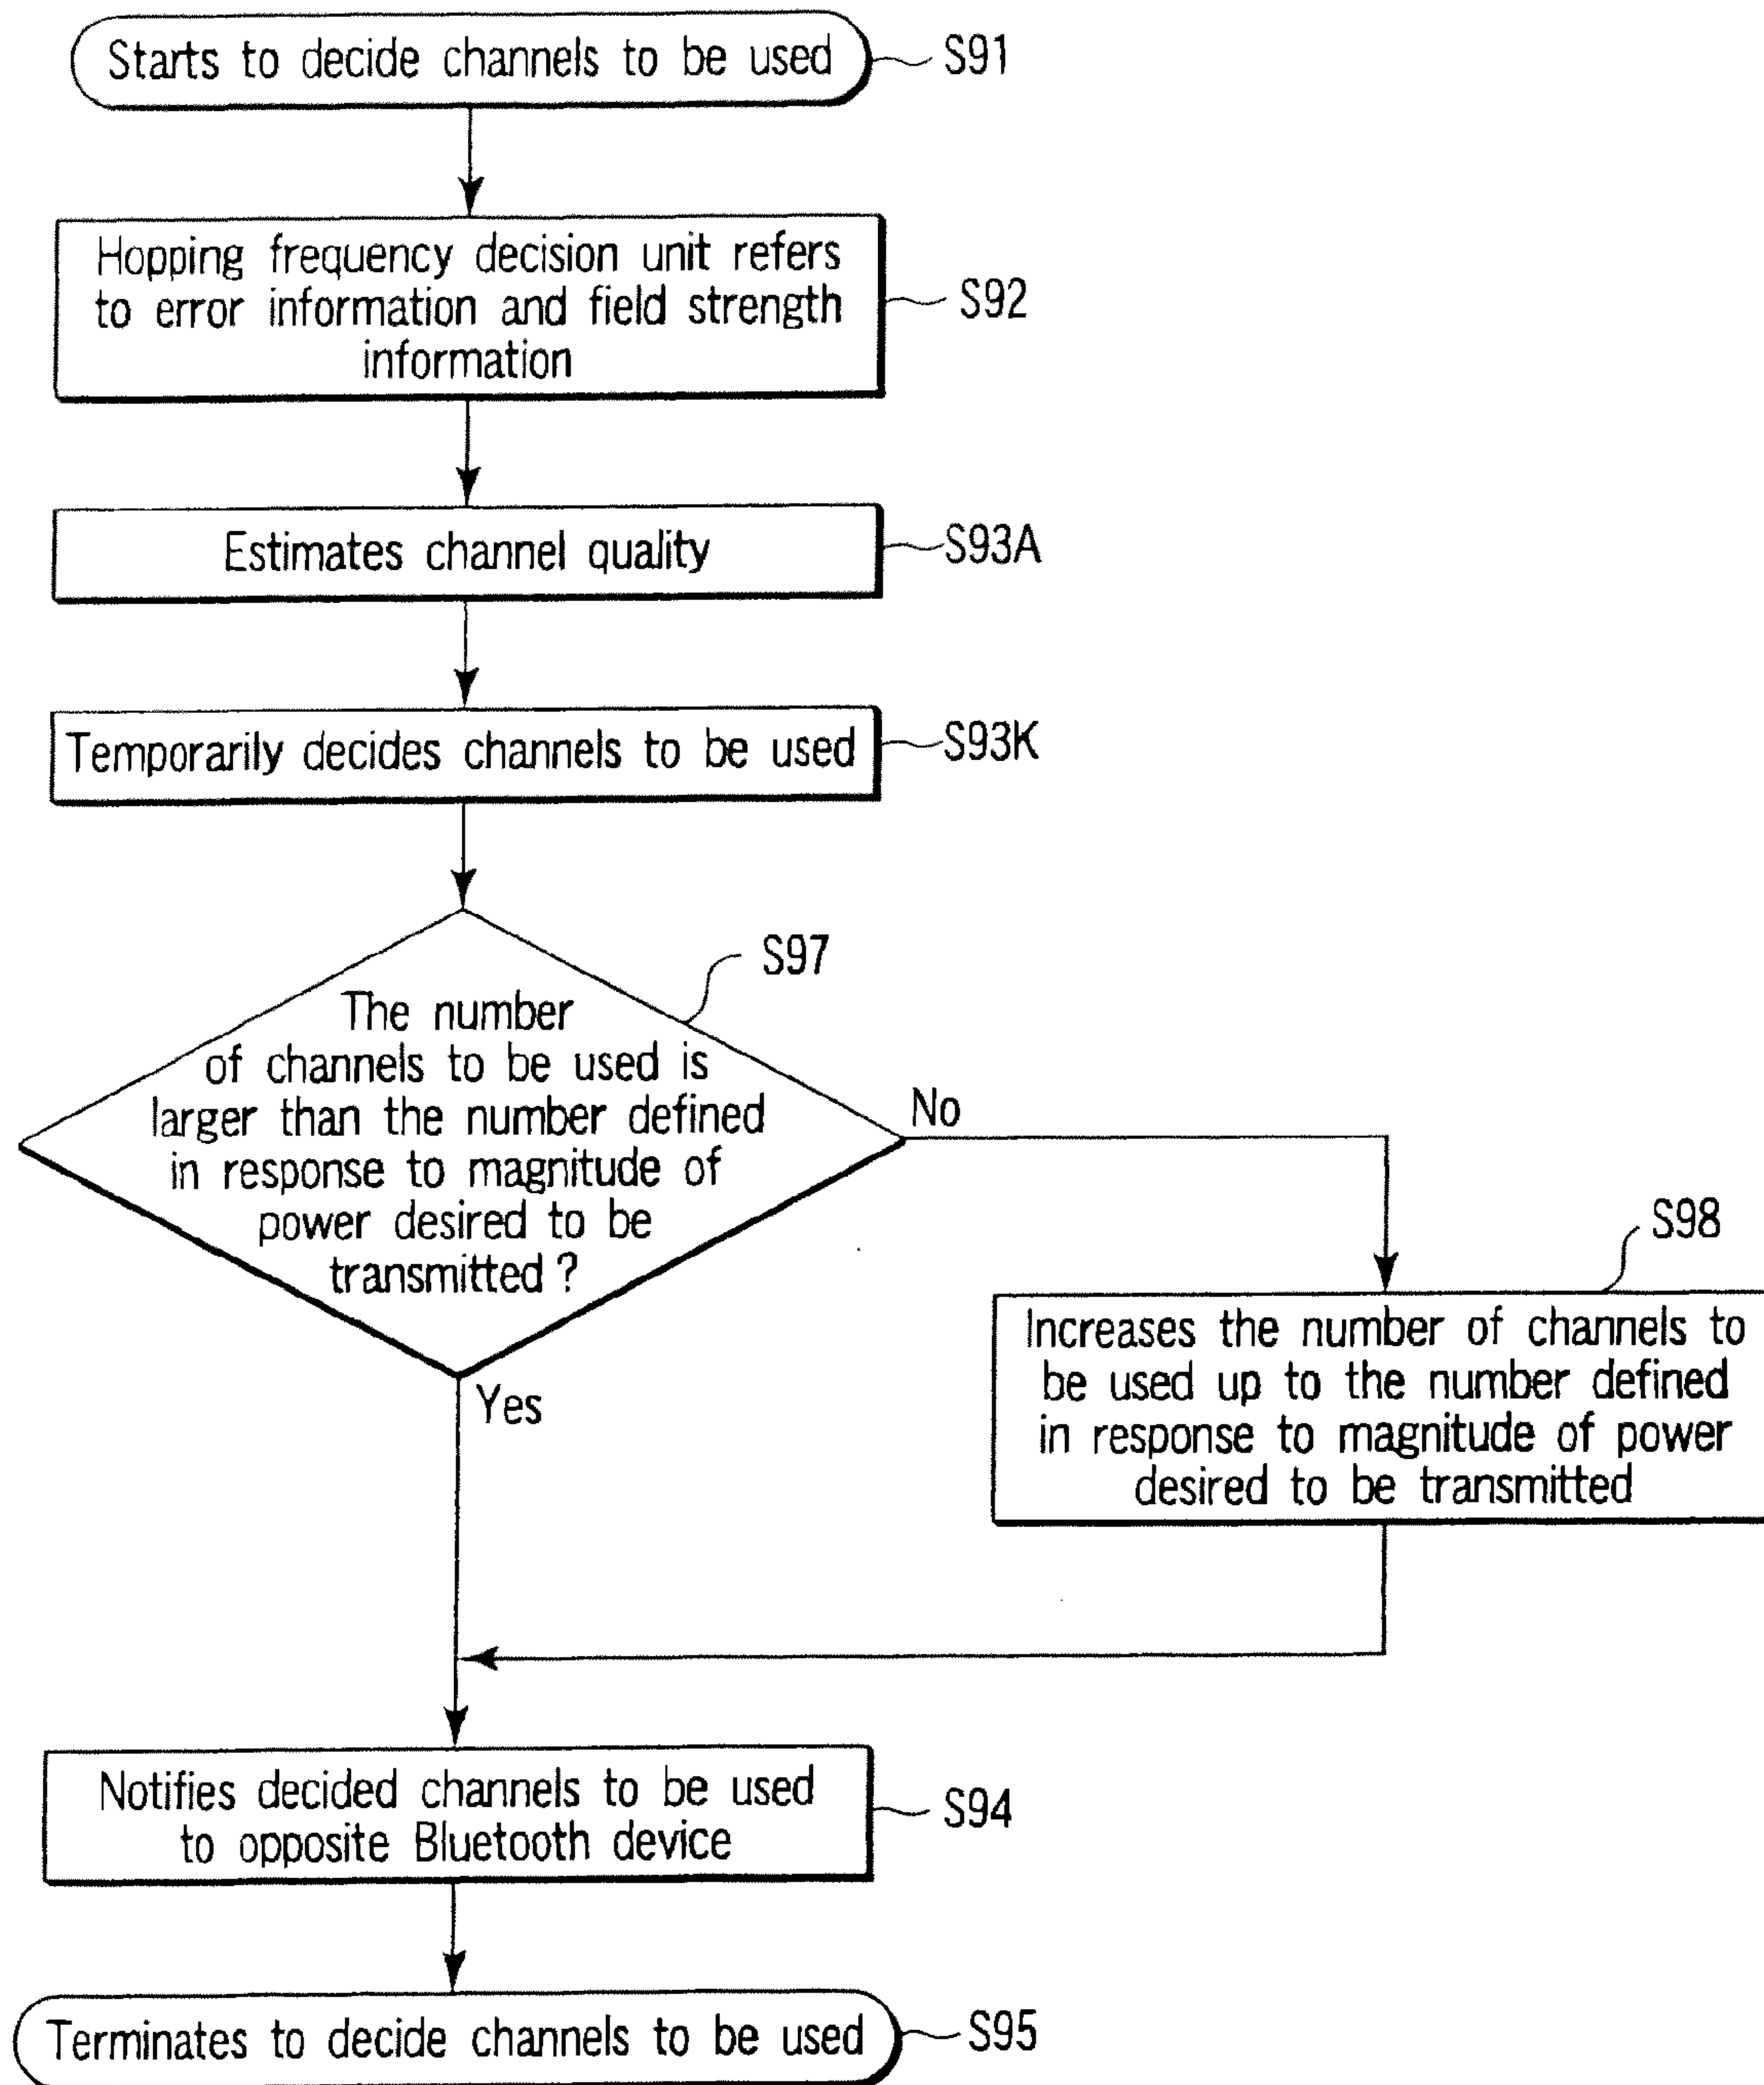 Starts to decide channels to be used
S91
Hopping frequency decision unit refers
to error information and field strength
information
S92
Estimates channel quality
S93A
Temporarily decides channels to be used
S93K
S97
The number
of channels to be used is
larger than the number defined
in response to magnitude of
power desired to be
transmitted?
No
Yes
S98
Increases the number of channels to
be used up to the number defined
in response to magnitude of power
desired to be transmitted
Notifies decided channels to be used
to opposite Bluetooth device
S94
Terminates to decide channels to be used
S95